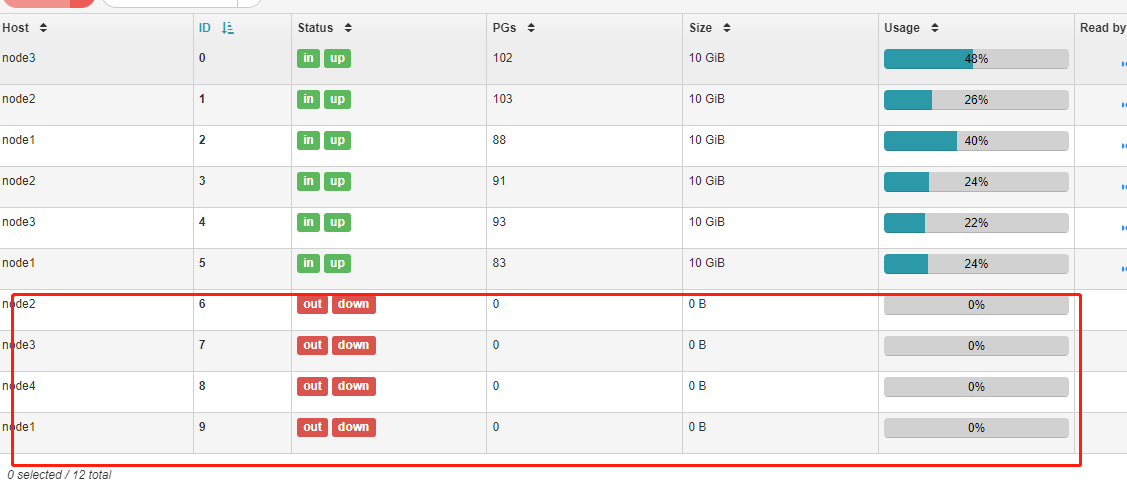 Host ID Status PGs Size Usage Read by
node3 0 in up 102 10 GiB 48%
node2 1 in up 103 10 GiB 26%
node1 2 in up 88 10 GiB 40%
node2 3 in up 91 10 GiB 24%
node3 4 in up 93 10 GiB 22%
node1 5 in up 83 10 GiB 24%
node2 6 out down 0 0 B 0%
node3 7 out down 0 0 B 0%
node4 8 out down 0 0 B 0%
node1 9 out down 0 0 B 0%
0 selected / 12 total